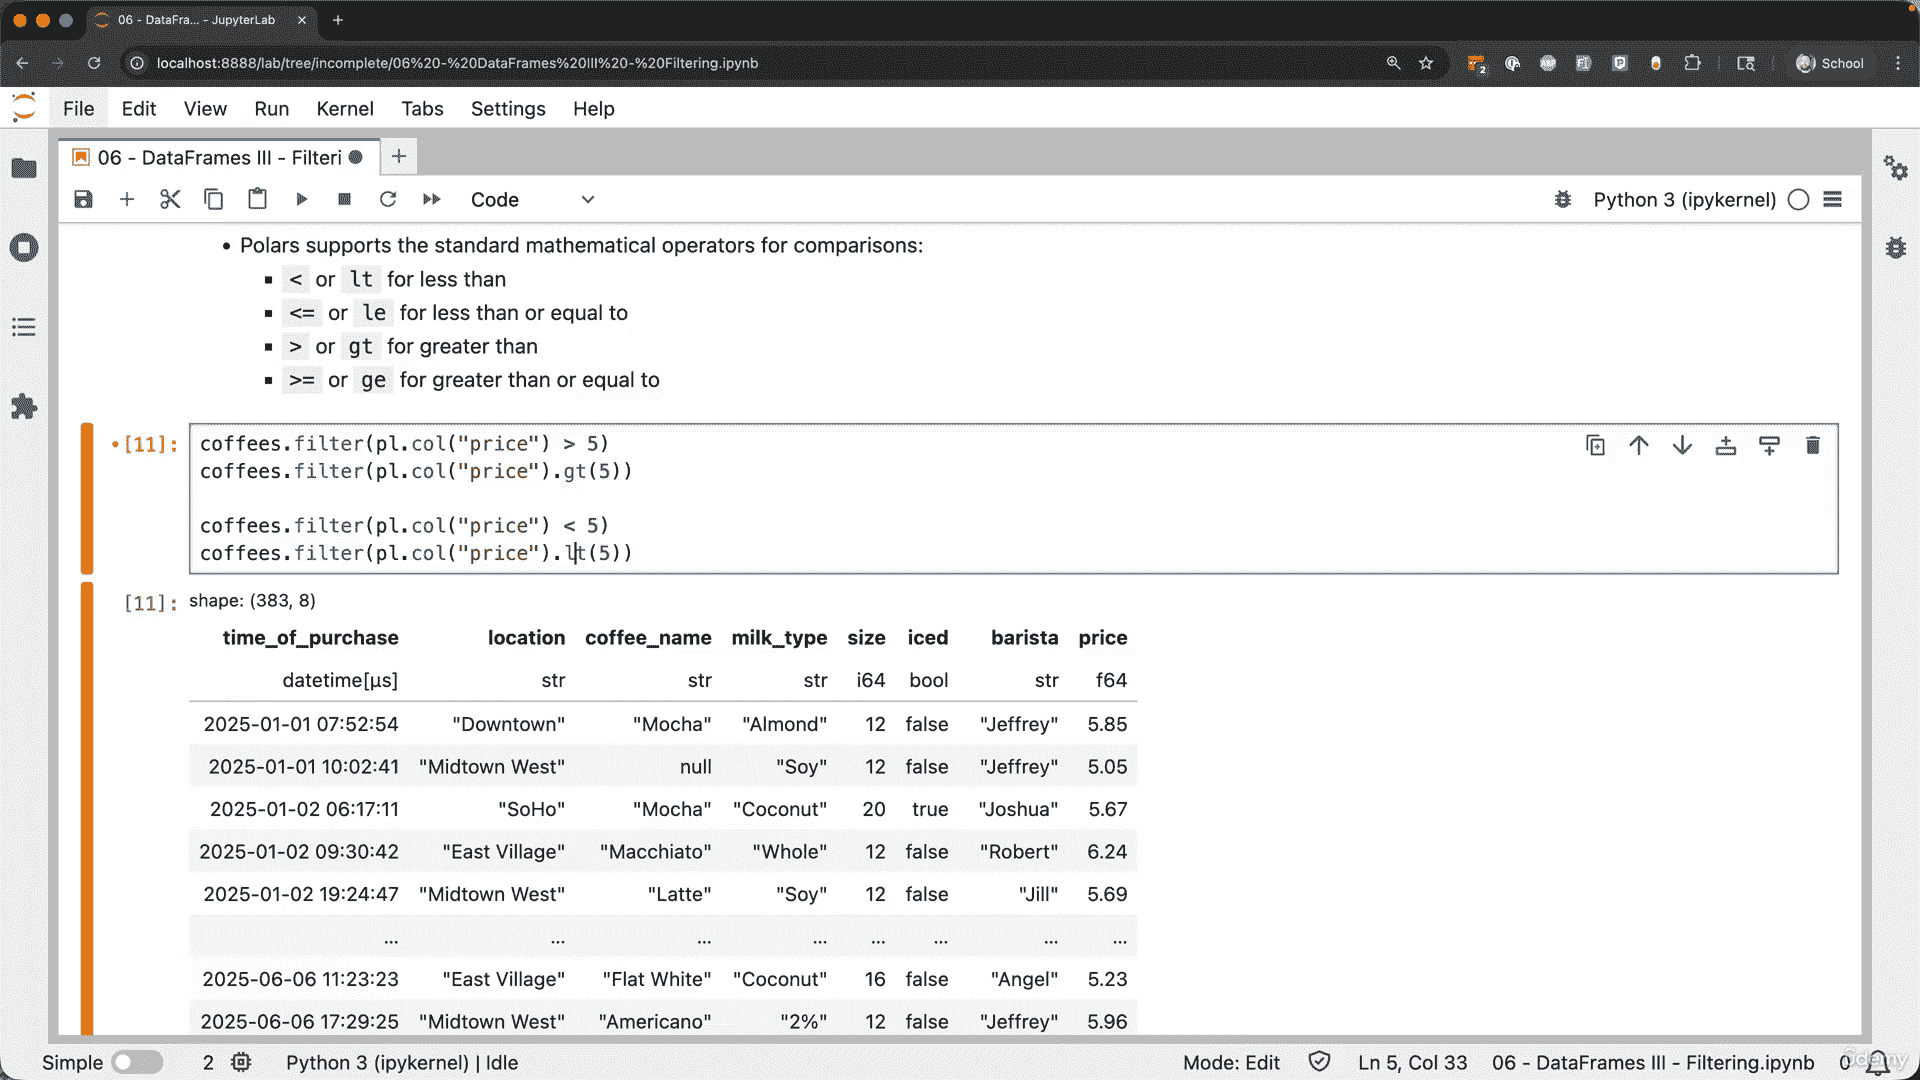 06 - DataFra... - JupyterLab
localhost:8888/lab/tree/incomplete/06%20-%20DataFrames%20III%20-%20Filtering.ipynb
2
School
File Edit View Run Kernel Tabs Settings Help
06 - DataFrames III - Filteri
Code
Python 3 (ipykernel)
• Polars supports the standard mathematical operators for comparisons:
▪ < or lt for less than
▪ <= or le for less than or equal to
▪ > or gt for greater than
▪ >= or ge for greater than or equal to
•[11]: coffees.filter(pl.col("price") > 5)
coffees.filter(pl.col("price").gt(5))
coffees.filter(pl.col("price") < 5)
coffees.filter(pl.col("price").lt(5))
[11]: shape: (383, 8)
time_of_purchase location coffee_name milk_type size iced barista price
datetime[μs] str str str i64 bool str f64
2025-01-01 07:52:54 "Downtown" "Mocha" "Almond" 12 false "Jeffrey" 5.85
2025-01-01 10:02:41 "Midtown West" null "Soy" 12 false "Jeffrey" 5.05
2025-01-02 06:17:11 "SoHo" "Mocha" "Coconut" 20 true "Joshua" 5.67
2025-01-02 09:30:42 "East Village" "Macchiato" "Whole" 12 false "Robert" 6.24
2025-01-02 19:24:47 "Midtown West" "Latte" "Soy" 12 false "Jill" 5.69
... ... ... ... ... ... ... ...
2025-06-06 11:23:23 "East Village" "Flat White" "Coconut" 16 false "Angel" 5.23
2025-06-06 17:29:25 "Midtown West" "Americano" "2%" 12 false "Jeffrey" 5.96
Simple 2 Python 3 (ipykernel) | Idle Mode: Edit Ln 5, Col 33 06 - DataFrames III - Filtering.ipynb 0
udemy